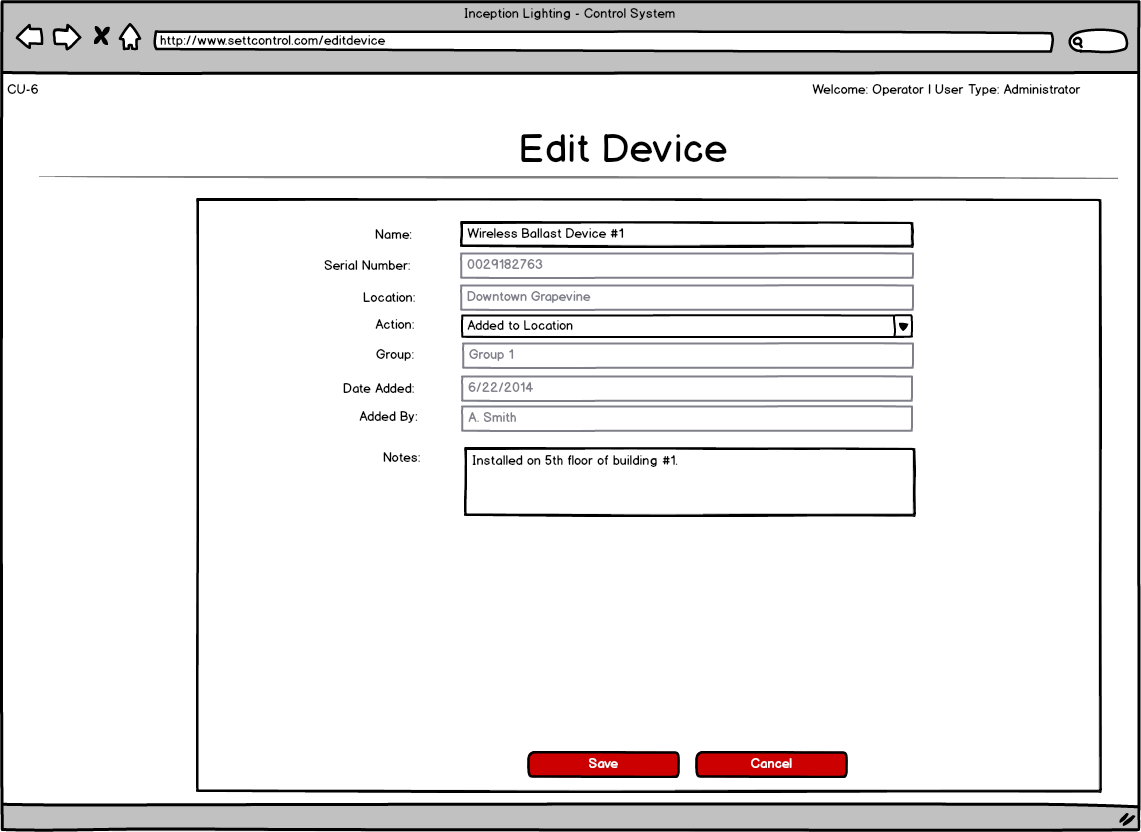 Inception Lighting - Control System
http://www.settcontrol.com/editdevice
CU-6
Welcome: Operator | User Type: Administrator
Edit Device
Name: Wireless Ballast Device #1
Serial Number: 0029182763
Location: Downtown Grapevine
Action: Added to Location
Group: Group 1
Date Added: 6/22/2014
Added By: A. Smith
Notes: Installed on 5th floor of building #1.
Save Cancel